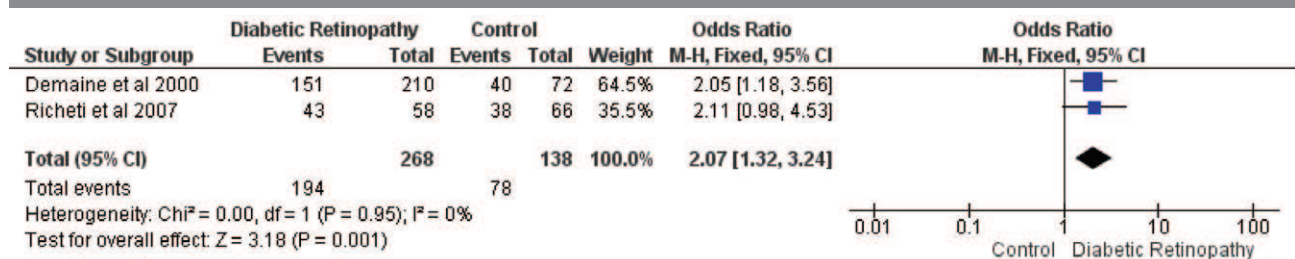 Diabetic Retinopathy Control Odds Ratio Odds Ratio
Study or Subgroup Events Total Events Total Weight M-H, Fixed, 95% CI M-H, Fixed, 95% CI
Demaine et al 2000 151 210 40 72 64.5% 2.05 [1.18, 3.56]
Richeti et al 2007 43 58 38 66 35.5% 2.11 [0.98, 4.53]
Total (95% CI) 268 138 100.0% 2.07 [1.32, 3.24]
Total events 194 78
Heterogeneity: Chi² = 0.00, df = 1 (P = 0.95); I² = 0%
Test for overall effect: Z = 3.18 (P = 0.001)
0.01 0.1 1 10 100
Control Diabetic Retinopathy